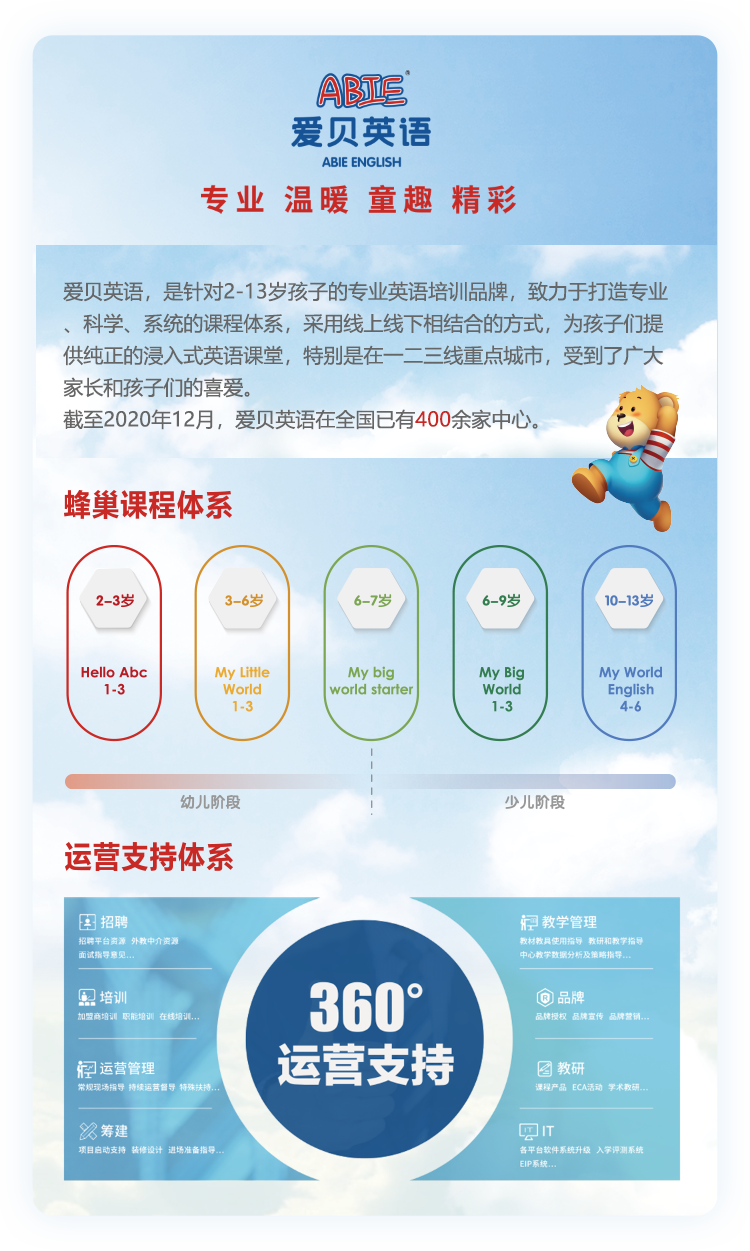 ABIE®
爱贝英语
ABIE ENGLISH
专业 温暖 童趣 精彩
爱贝英语，是针对2-13岁孩子的专业英语培训品牌，致力于打造专业
、科学、系统的课程体系，采用线上线下相结合的方式，为孩子们提
供纯正的浸入式英语课堂，特别是在一二三线重点城市，受到了广大
家长和孩子们的喜爱。
截至2020年12月，爱贝英语在全国已有400余家中心。
蜂巢课程体系
2-3岁
Hello Abc
1-3
3-6岁
My Little
World
1-3
6-7岁
My big
world starter
6-9岁
My Big
World
1-3
10-13岁
My World
English
4-6
幼儿阶段
少儿阶段
运营支持体系
招聘
招聘平台资源 外教中介资源
面试指导意见...
培训
加盟商培训 职能培训 在线培训...
运营管理
常规现场指导 持续运营督导 特殊扶持...
筹建
项目启动支持 装修设计 进场准备指导...
360°
运营支持
教学管理
教材教具使用指导 教研和教学指导
中心教学数据分析及策略指导...
品牌
品牌授权 品牌宣传 品牌营销...
教研
课程产品 ECA活动 学术教研...
IT
IT
各平台软件系统升级 入学评测系统
EIP系统...